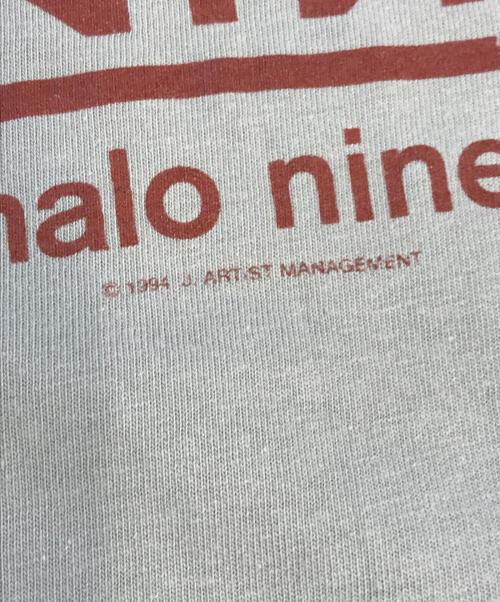 halo nine
© 1994 J. ARTIST MANAGEMENT